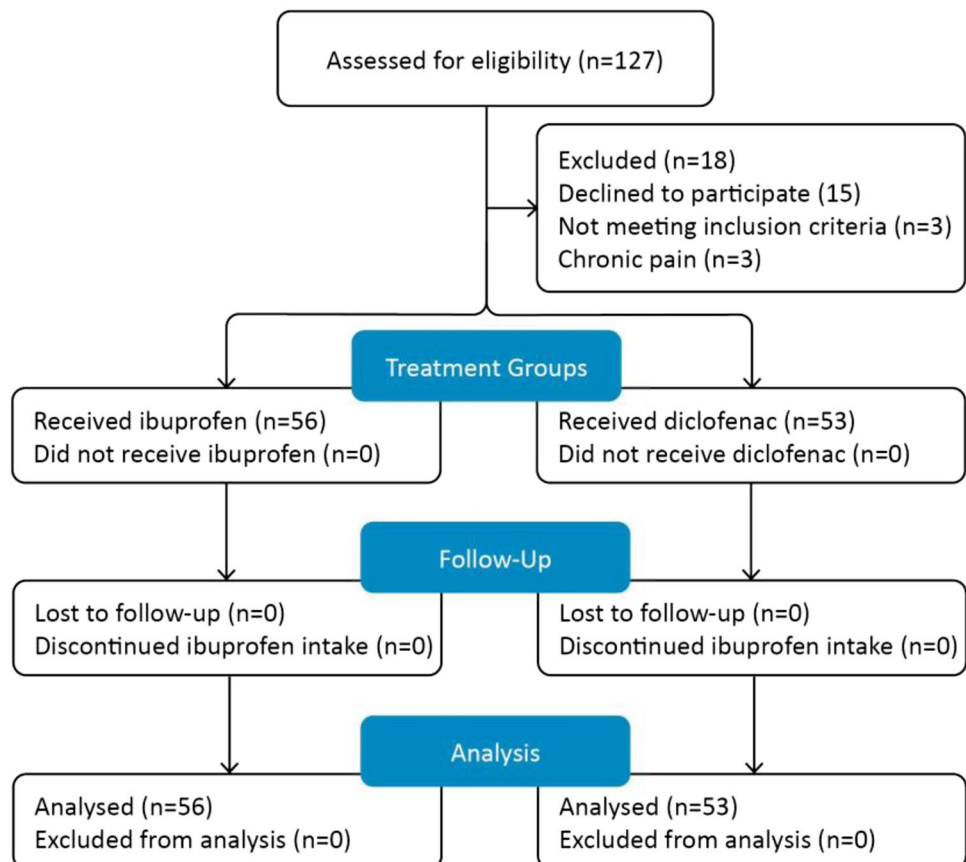 Assessed for eligibility (n=127)
Excluded (n=18)
Declined to participate (15)
Not meeting inclusion criteria (n=3)
Chronic pain (n=3)
Treatment Groups
Received ibuprofen (n=56)
Did not receive ibuprofen (n=0)
Received diclofenac (n=53)
Did not receive diclofenac (n=0)
Follow-Up
Lost to follow-up (n=0)
Discontinued ibuprofen intake (n=0)
Lost to follow-up (n=0)
Discontinued ibuprofen intake (n=0)
Analysis
Analysed (n=56)
Excluded from analysis (n=0)
Analysed (n=53)
Excluded from analysis (n=0)